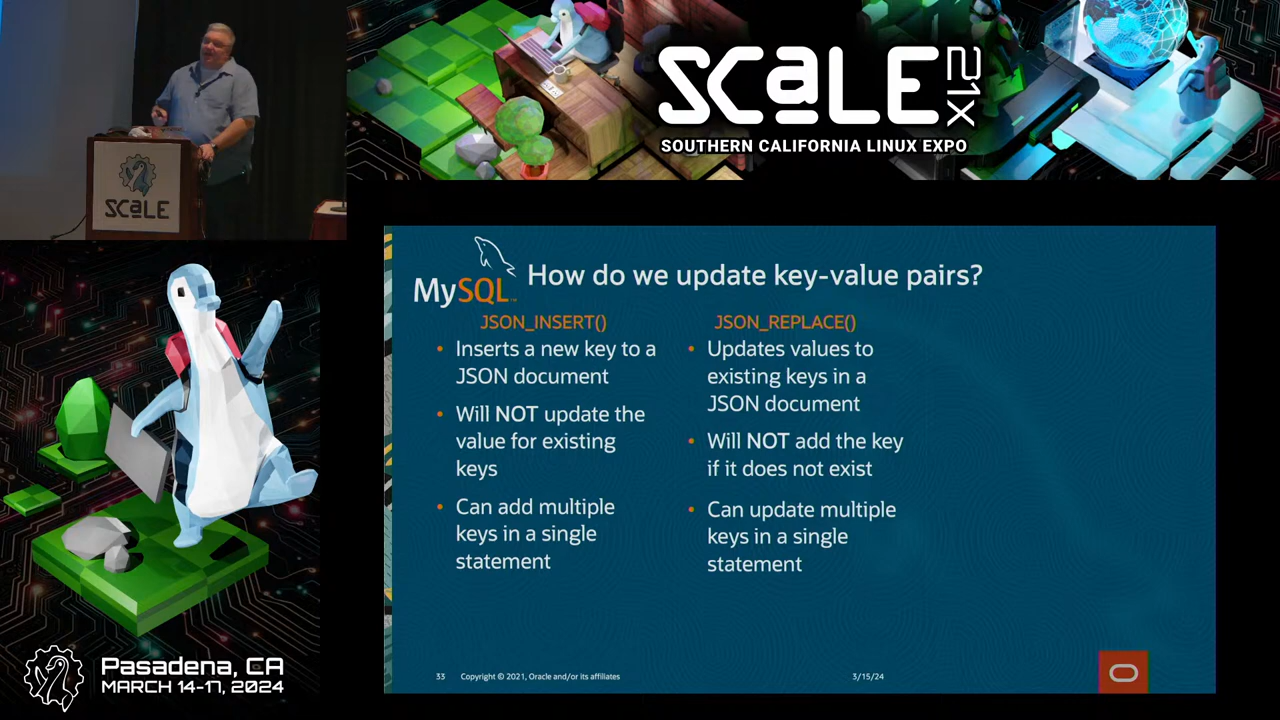 SCaLE 21X
SOUTHERN CALIFORNIA LINUX EXPO
SCaLE
MySQL™
How do we update key-value pairs?
JSON_INSERT()
• Inserts a new key to a
JSON document
• Will NOT update the
value for existing
keys
• Can add multiple
keys in a single
statement
JSON_REPLACE()
• Updates values to
existing keys in a
JSON document
• Will NOT add the key
if it does not exist
• Can update multiple
keys in a single
statement
33 Copyright © 2021, Oracle and/or its affiliates 3/15/24
Pasadena, CA
MARCH 14-17, 2024